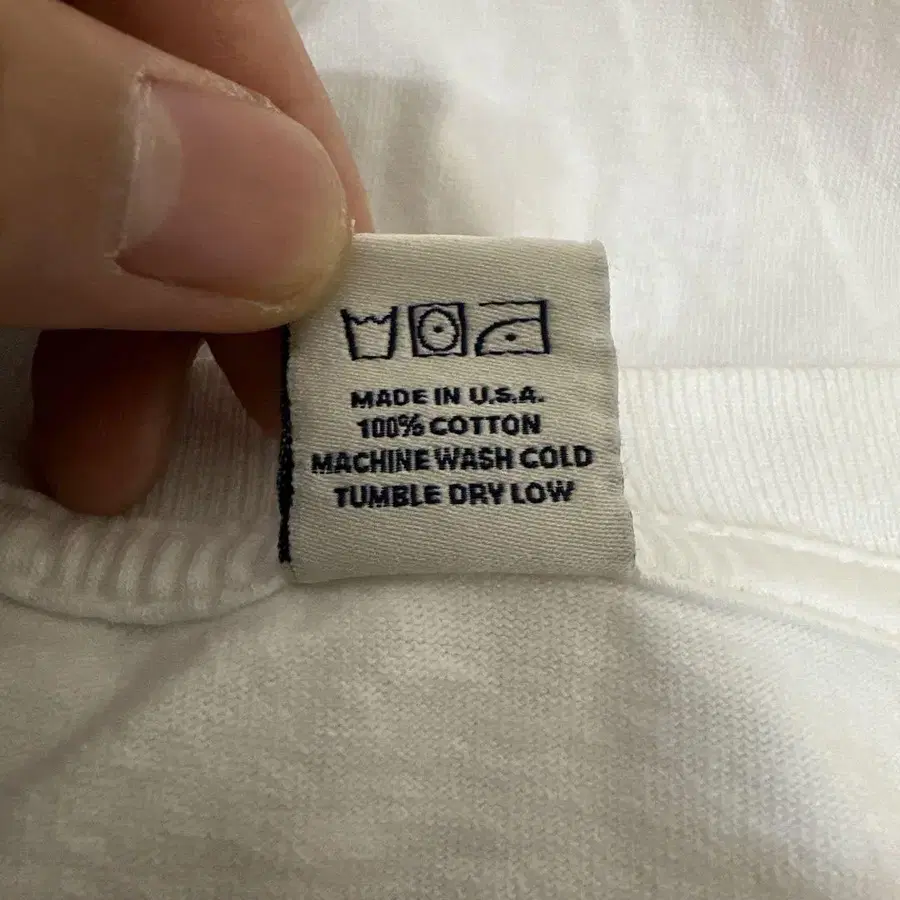 MADE IN U.S.A.
100% COTTON
MACHINE WASH COLD
TUMBLE DRY LOW